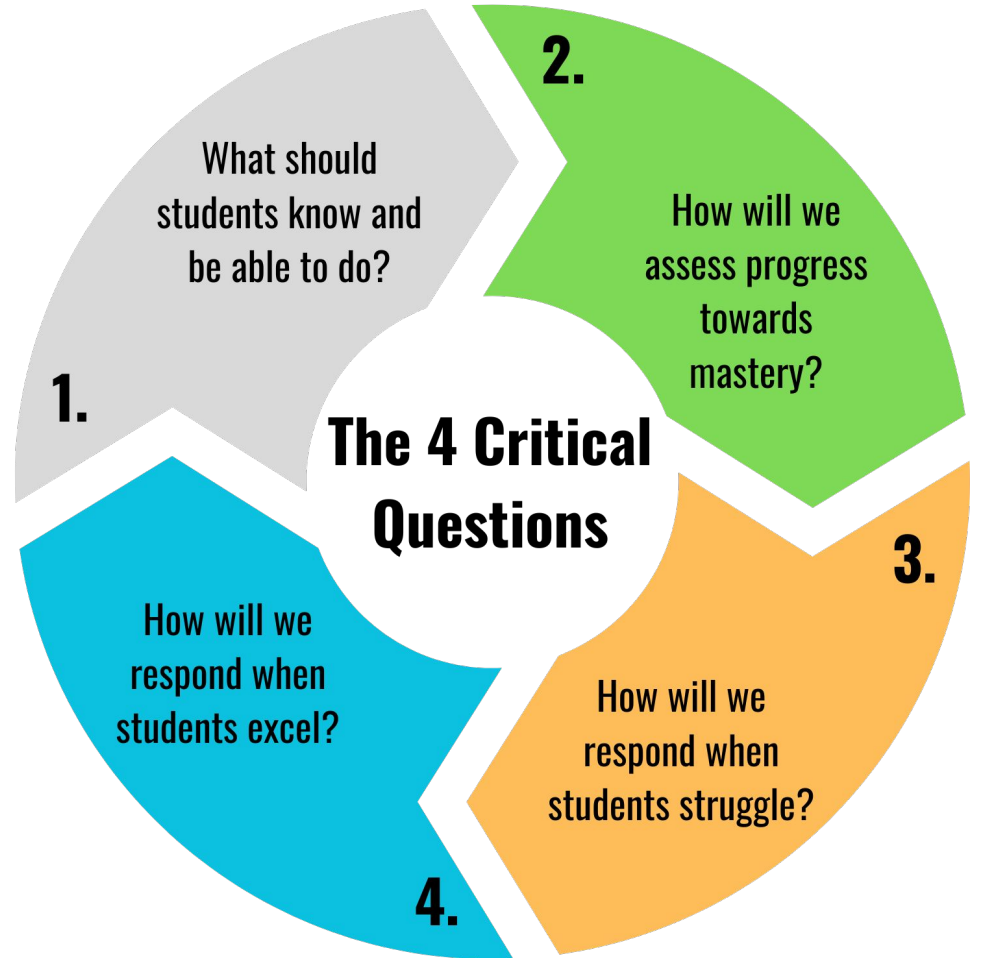 The 4 Critical
Questions
1.
What should
students know and
be able to do?
2.
How will we
assess progress
towards
mastery?
3.
How will we
respond when
students struggle?
4.
How will we
respond when
students excel?